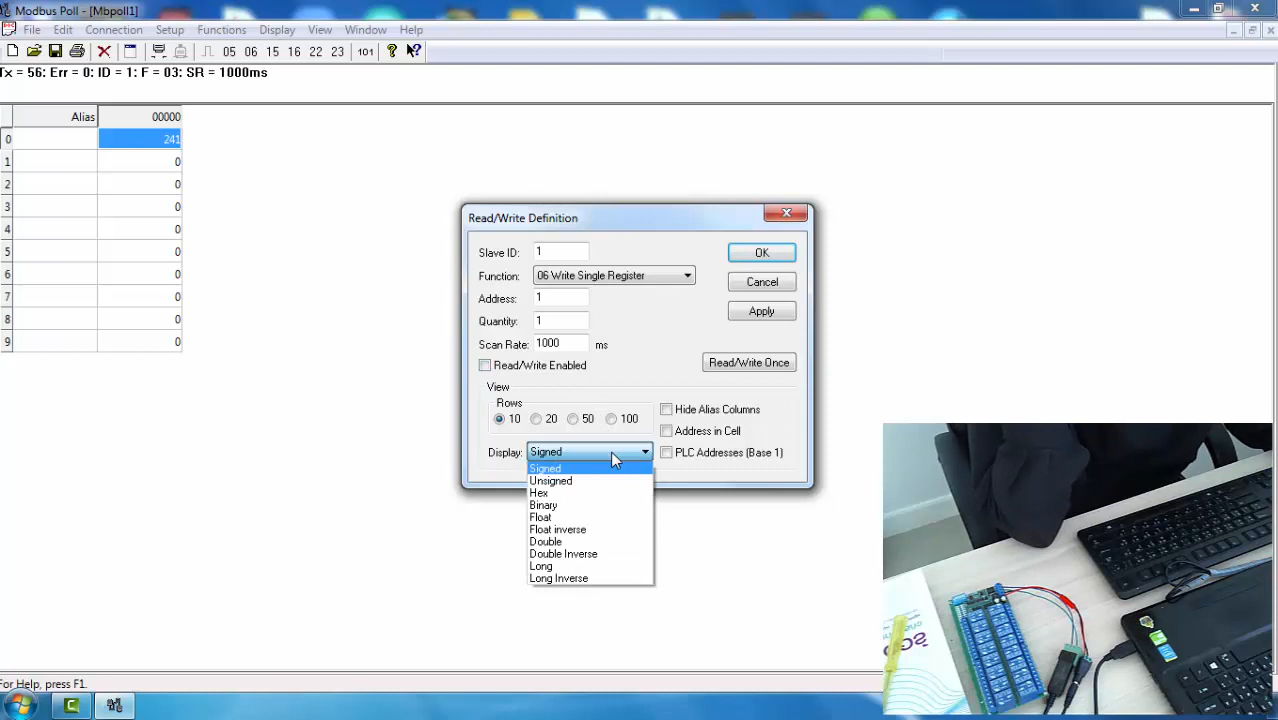 Modbus Poll - [Mbpoll1]
File Edit Connection Setup Functions Display View Window Help
05 06 15 16 22 23 101
Tx = 56: Err = 0: ID = 1: F = 03: SR = 1000ms
Alias 00000
0 241
1 0
2 0
3 0
4 0
5 0
6 0
7 0
8 0
9 0
Read/Write Definition
Slave ID: 1 OK
Function: 06 Write Single Register Cancel
Address: 1
Quantity: 1 Apply
Scan Rate: 1000 ms
Read/Write Enabled Read/Write Once
View
Rows
10 20 50 100
Hide Alias Columns
Address in Cell
Display: Signed PLC Addresses (Base 1)
Signed
Unsigned
Hex
Binary
Float
Float inverse
Double
Double Inverse
Long
Long Inverse
For Help, press F1.